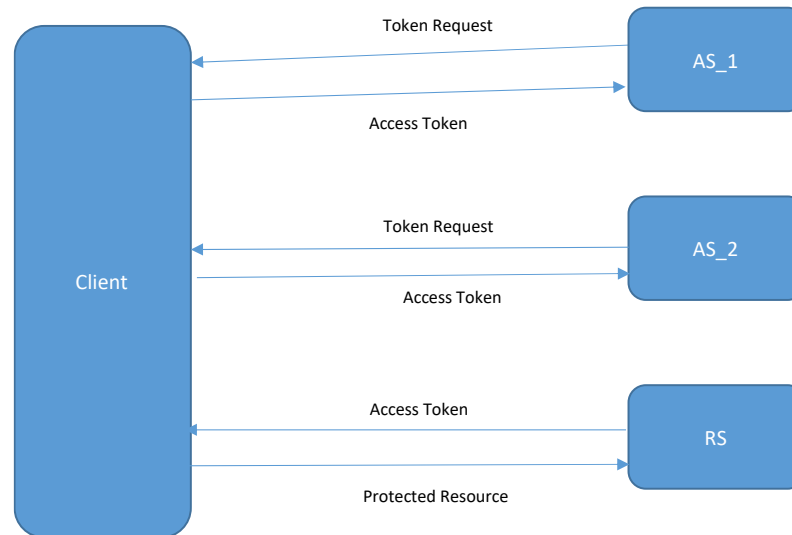 Token Request
AS_1
Access Token
Token Request
AS_2
Client
Access Token
Access Token
RS
Protected Resource